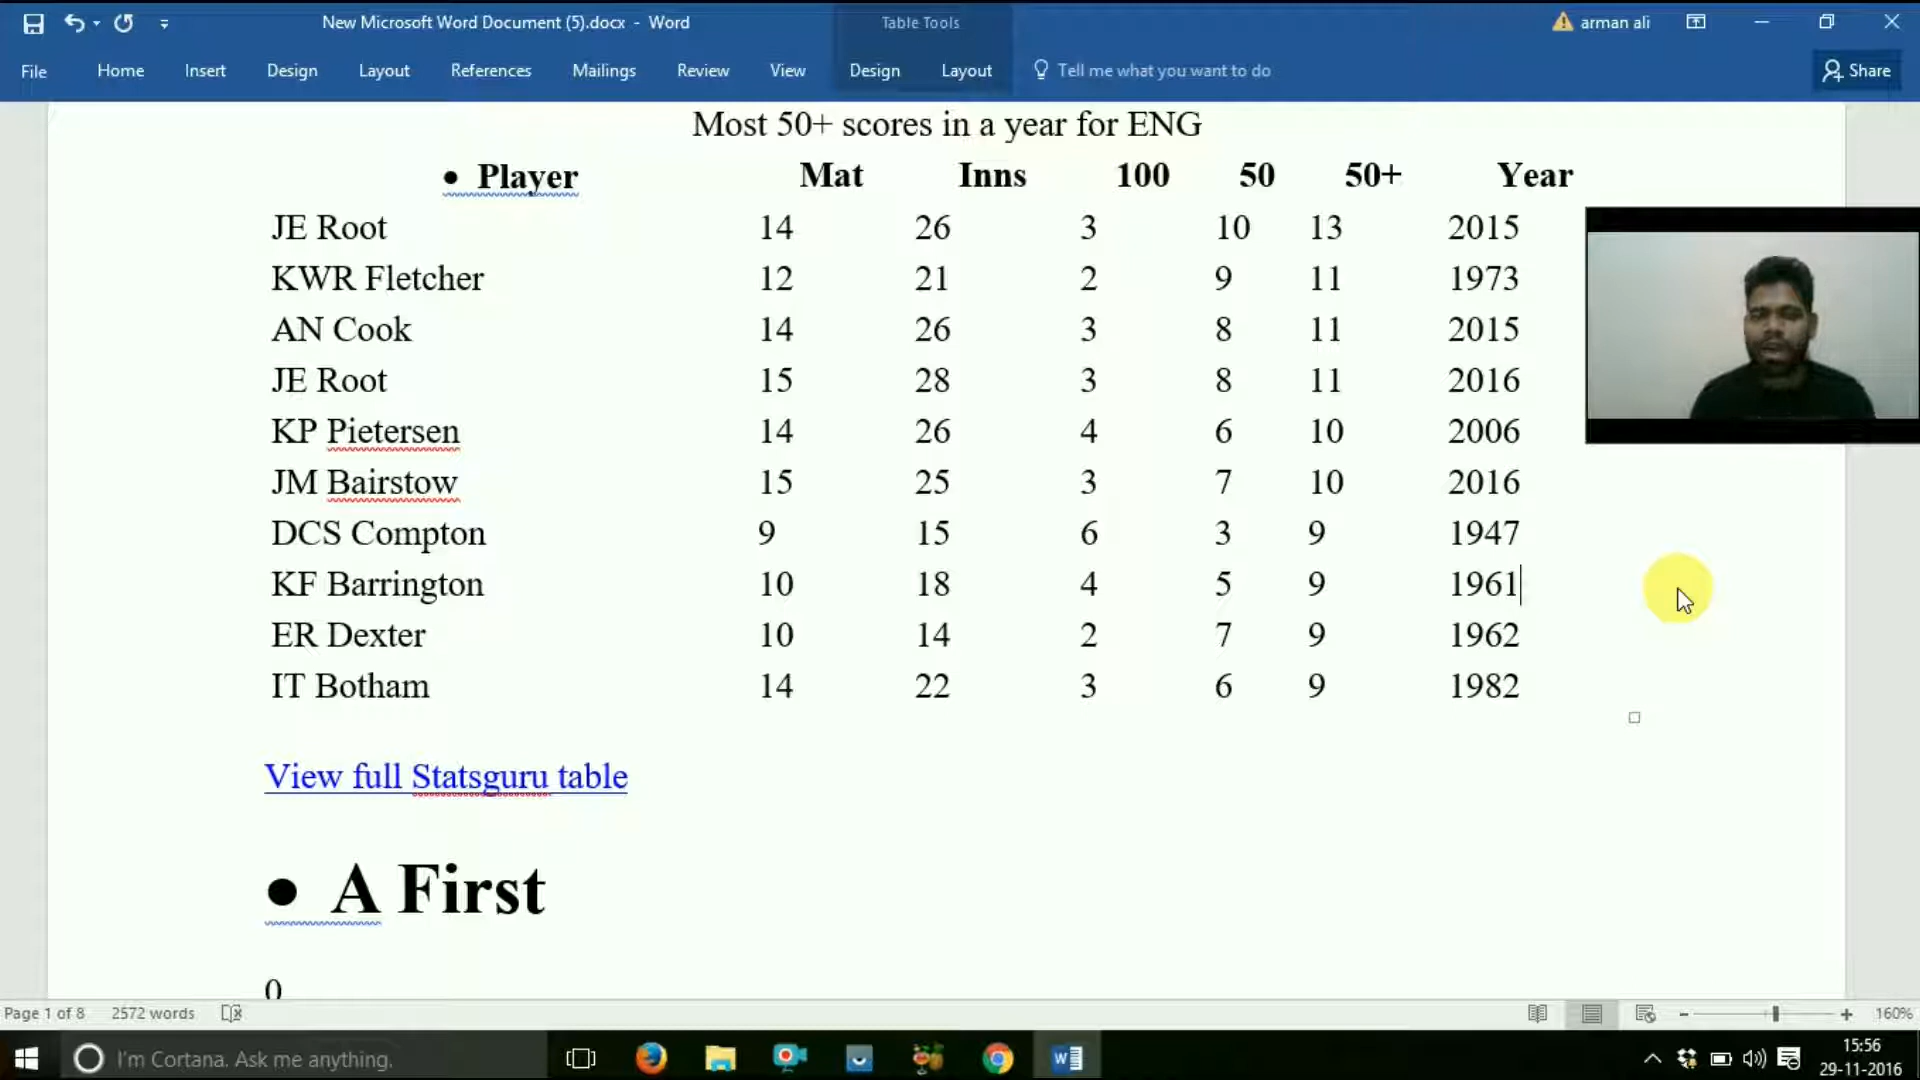 New Microsoft Word Document (5).docx - Word
Table Tools
arman ali
File Home Insert Design Layout References Mailings Review View Design Layout Tell me what you want to do Share
Most 50+ scores in a year for ENG
• Player Mat Inns 100 50 50+ Year
JE Root 14 26 3 10 13 2015
KWR Fletcher 12 21 2 9 11 1973
AN Cook 14 26 3 8 11 2015
JE Root 15 28 3 8 11 2016
KP Pietersen 14 26 4 6 10 2006
JM Bairstow 15 25 3 7 10 2016
DCS Compton 9 15 6 3 9 1947
KF Barrington 10 18 4 5 9 1961
ER Dexter 10 14 2 7 9 1962
IT Botham 14 22 3 6 9 1982
View full Statsguru table
• A First
0
Page 1 of 8 2572 words 160%
I'm Cortana. Ask me anything.
15:56
29-11-2016